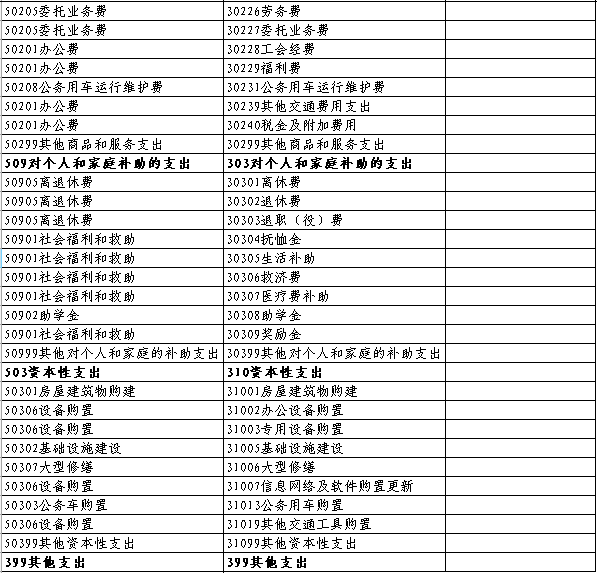 50205委托业务费 30226劳务费
50205委托业务费 30227委托业务费
50201办公费 30228工会经费
50201办公费 30229福利费
50208公务用车运行维护费 30231公务用车运行维护费
50201办公费 30239其他交通费用支出
50201办公费 30240税金及附加费用
50299其他商品和服务支出 30299其他商品和服务支出
509对个人和家庭补助的支出 303对个人和家庭补助的支出
50905离退休费 30301离休费
50905离退休费 30302退休费
50905离退休费 30303退职（役）费
50901社会福利和救助 30304抚恤金
50901社会福利和救助 30305生活补助
50901社会福利和救助 30306救济费
50901社会福利和救助 30307医疗费补助
50902助学金 30308助学金
50901社会福利和救助 30309奖励金
50999其他对个人和家庭的补助支出 30399其他对个人和家庭的补助支出
503资本性支出 310资本性支出
50301房屋建筑物购建 31001房屋建筑物购建
50306设备购置 31002办公设备购置
50306设备购置 31003专用设备购置
50302基础设施建设 31005基础设施建设
50307大型修缮 31006大型修缮
50306设备购置 31007信息网络及软件购置更新
50303公务车购置 31013公务用车购置
50306设备购置 31019其他交通工具购置
50399其他资本性支出 31099其他资本性支出
399其他支出 399其他支出